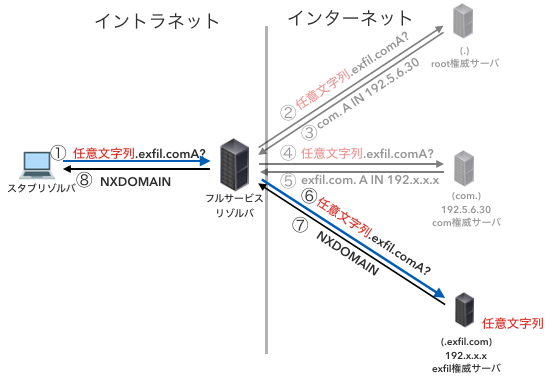 イントラネット
インターネット
② 任意文字列.exfil.comA?
③ com. A IN 192.5.6.30
(.)
root権威サーバ
① 任意文字列.exfil.comA?
⑧ NXDOMAIN
スタブリゾルバ
フルサービス
リゾルバ
④ 任意文字列.exfil.comA?
⑤ exfil.com. A IN 192.x.x.x
(com.)
192.5.6.30
com権威サーバ
⑥ 任意文字列.exfil.comA?
⑦ NXDOMAIN
任意文字列
(.exfil.com)
192.x.x.x
exfil権威サーバ